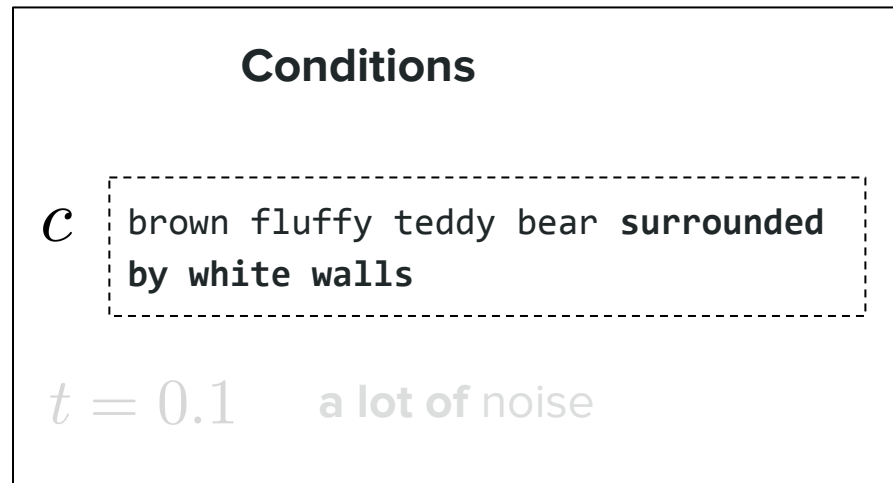 Conditions
c brown fluffy teddy bear surrounded
by white walls
t = 0.1 a lot of noise